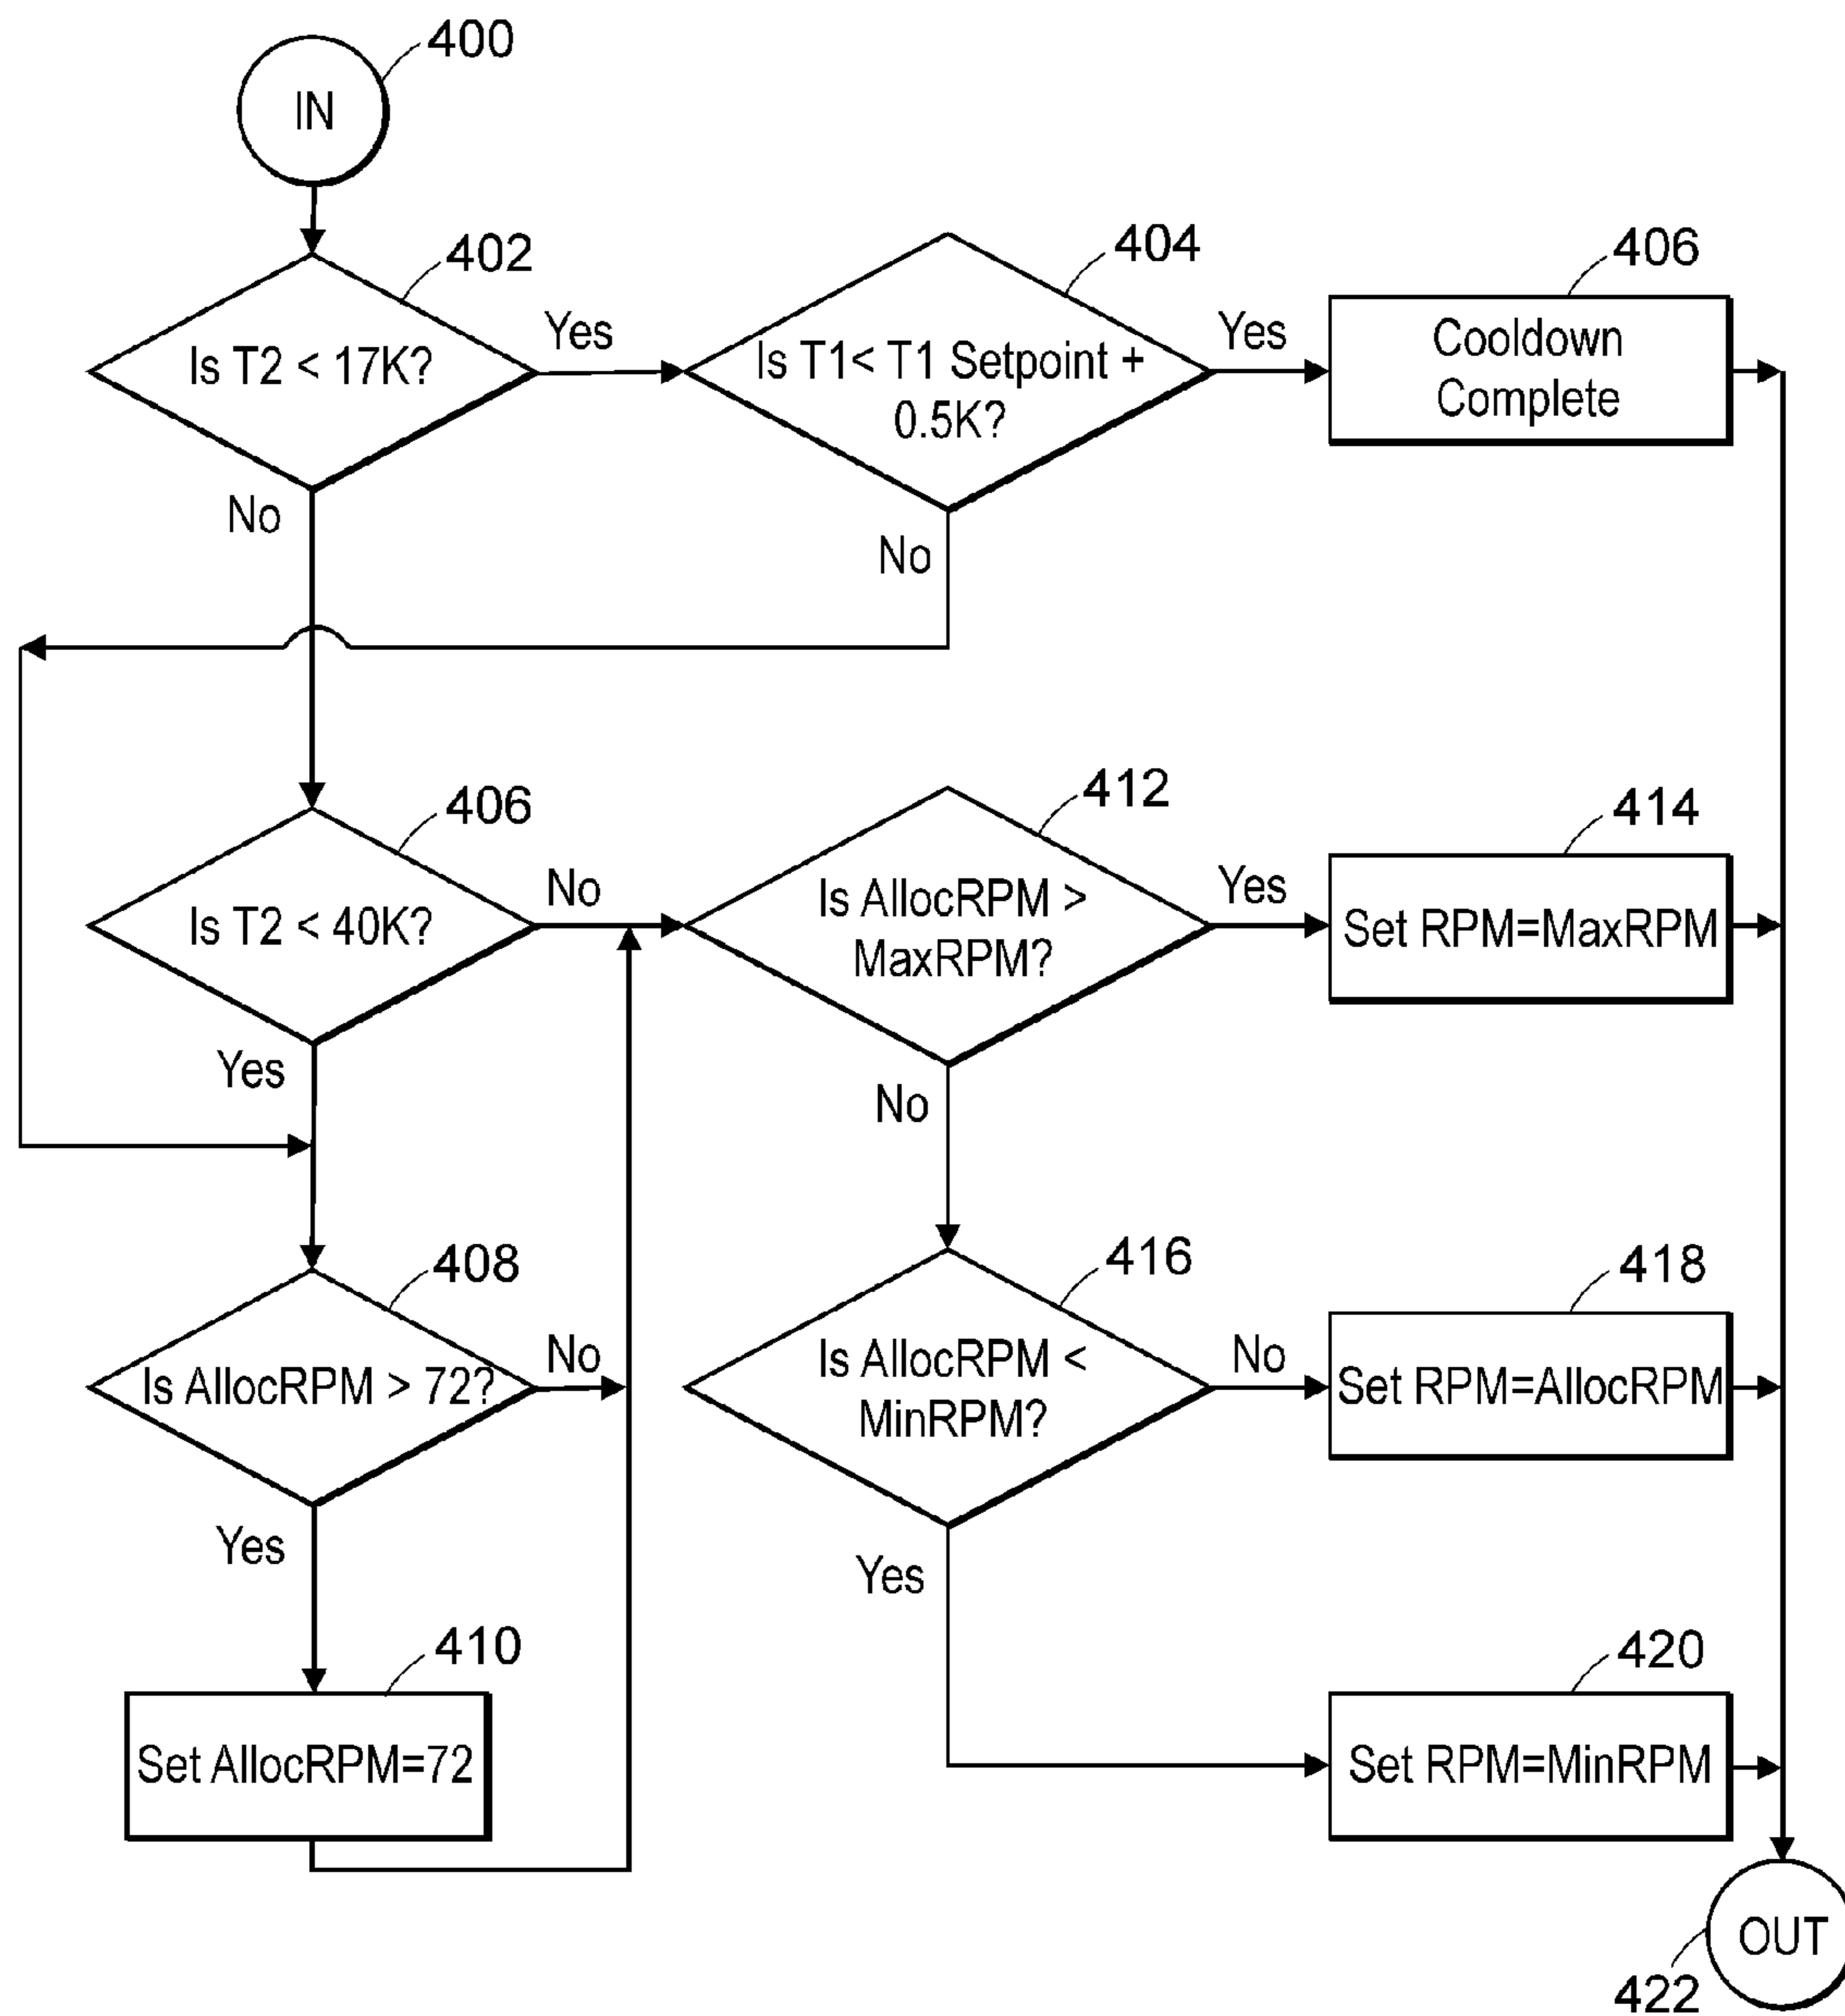 400
IN
402
Is T2 < 17K?
Yes
No
404
Is T1< T1 Setpoint +
0.5K?
Yes
No
406
Cooldown
Complete
406
Is T2 < 40K?
No
Yes
412
Is AllocRPM >
MaxRPM?
Yes
No
414
Set RPM=MaxRPM
408
Is AllocRPM > 72?
No
Yes
416
Is AllocRPM <
MinRPM?
No
Yes
418
Set RPM=AllocRPM
410
Set AllocRPM=72
420
Set RPM=MinRPM
OUT
422